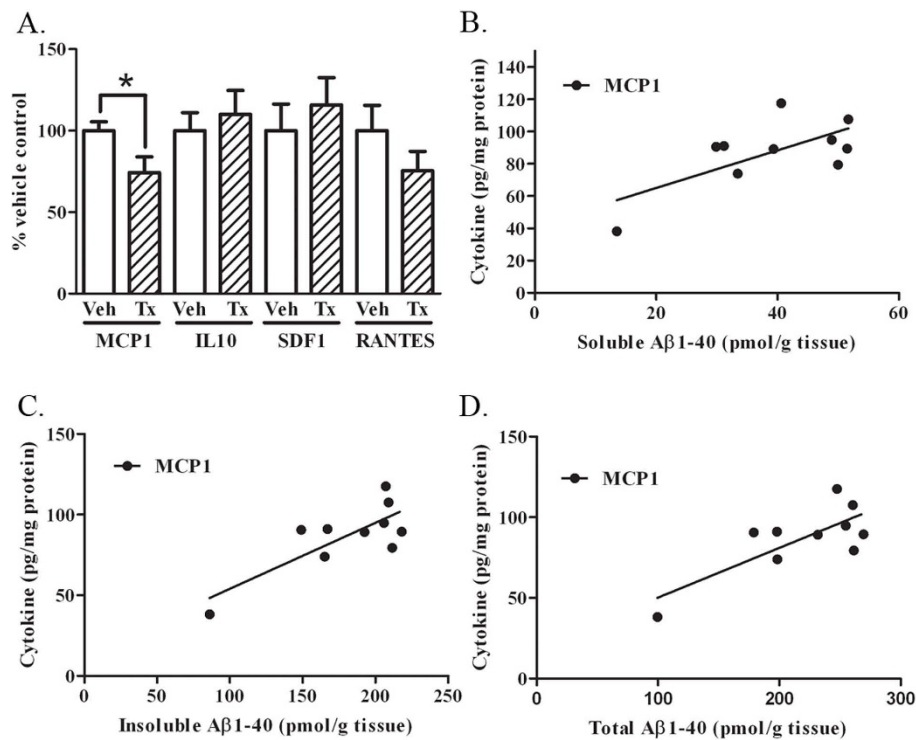 A.
150
100
50
0
% vehicle control
*
Veh Tx Veh Tx Veh Tx Veh Tx
MCP1 IL10 SDF1 RANTES
B.
140
120
100
80
60
40
20
0
Cytokine (pg/mg protein)
MCP1
0 20 40 60
Soluble Aβ1-40 (pmol/g tissue)
C.
150
100
50
0
Cytokine (pg/mg protein)
MCP1
0 50 100 150 200 250
Insoluble Aβ1-40 (pmol/g tissue)
D.
150
100
50
0
Cytokine (pg/mg protein)
MCP1
0 100 200 300
Total Aβ1-40 (pmol/g tissue)